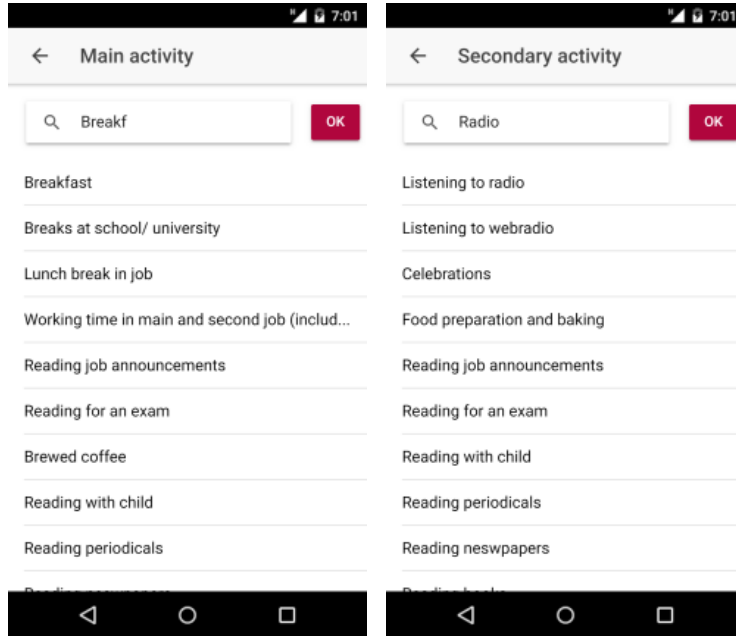 7:01
Main activity
Breakf
OK
Breakfast
Breaks at school/ university
Lunch break in job
Working time in main and second job (includ...
Reading job announcements
Reading for an exam
Brewed coffee
Reading with child
Reading periodicals
7:01
Secondary activity
Radio
OK
Listening to radio
Listening to webradio
Celebrations
Food preparation and baking
Reading job announcements
Reading for an exam
Reading with child
Reading periodicals
Reading neswpapers